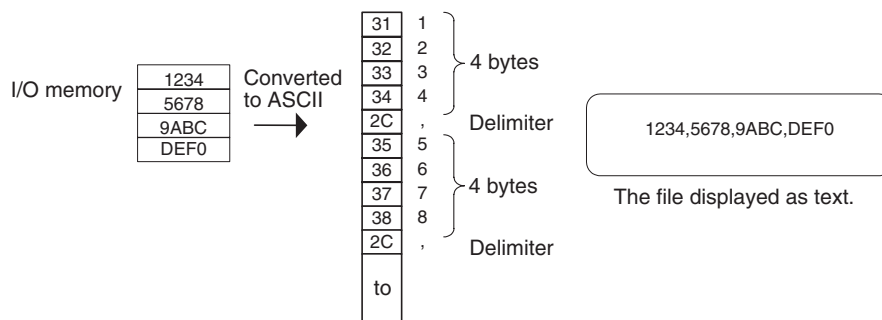 I/O memory
1234
5678
9ABC
DEF0
Converted
to ASCII
31 1
32 2
33 3
34 4
4 bytes
2C , Delimiter
35 5
36 6
37 7
38 8
4 bytes
2C , Delimiter
to
1234,5678,9ABC,DEF0
The file displayed as text.